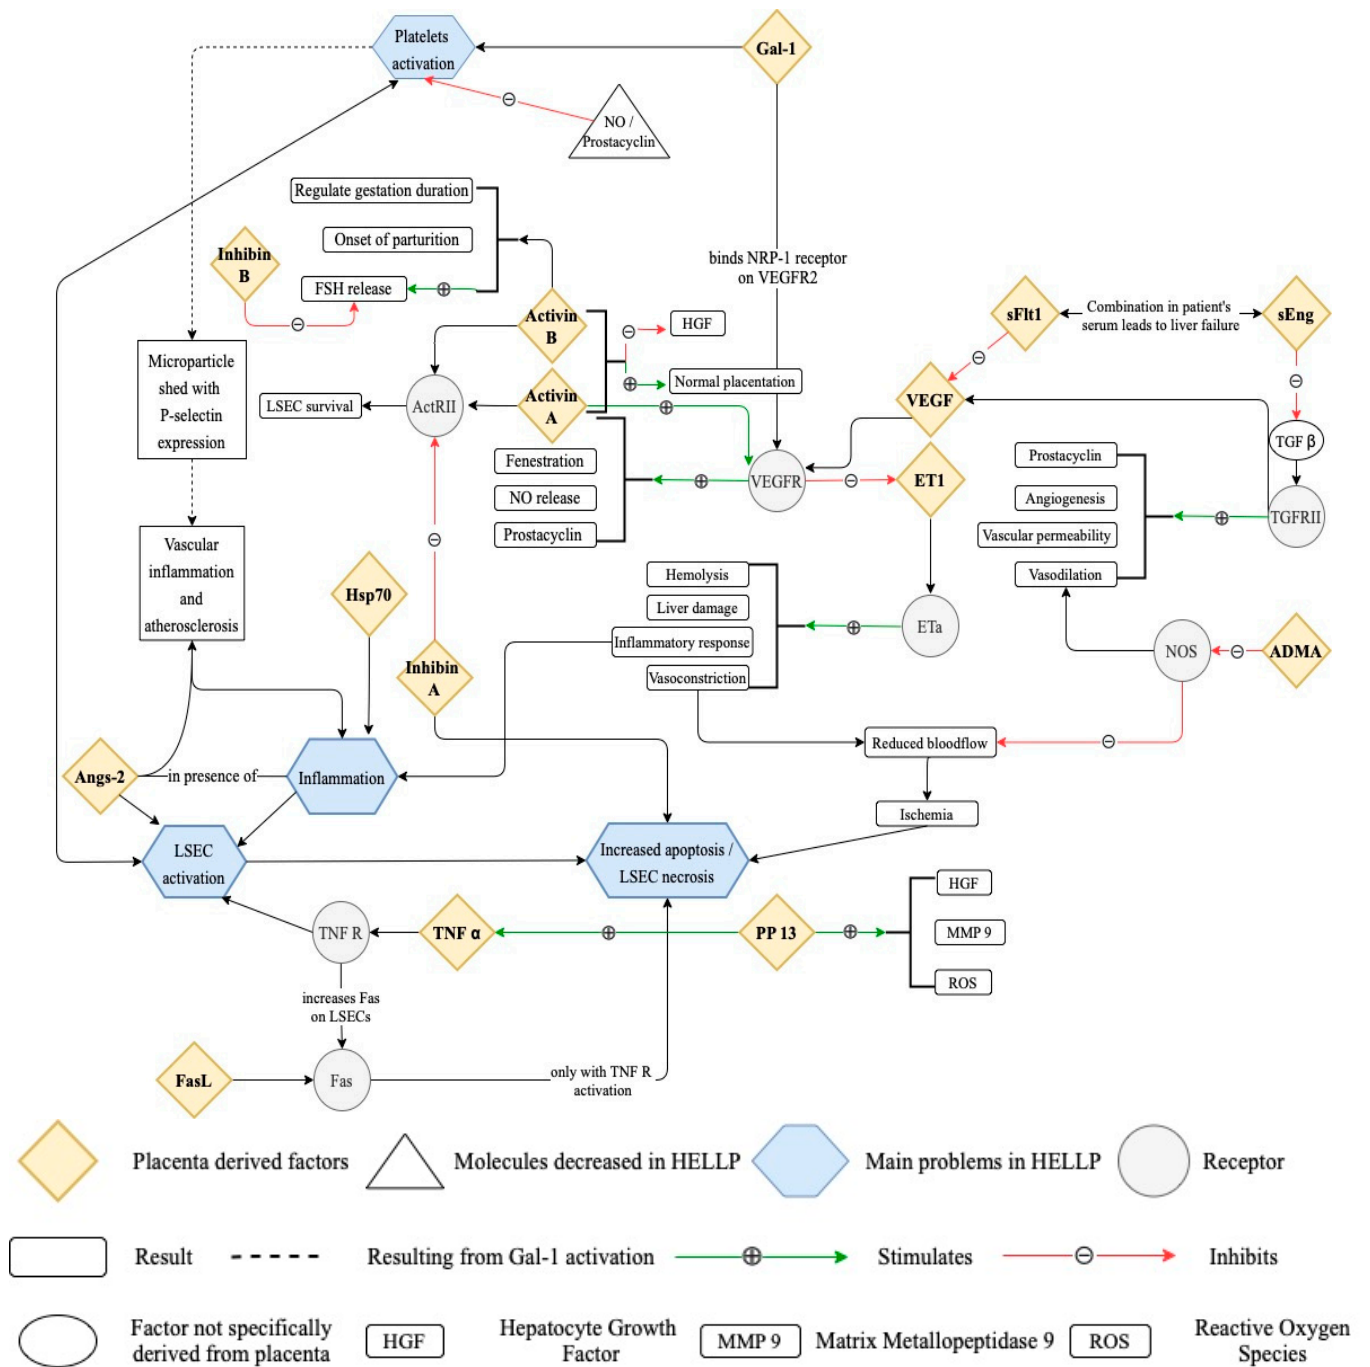 Platelets
activation
Gal-1
NO /
Prostacyclin
Regulate gestation duration
Onset of parturition
Inhibin
B
FSH release
binds NRP-1 receptor
on VEGFR2
Activin
B
HGF
sFlt1
Combination in patient's
serum leads to liver failure
sEng
Microparticle
shed with
P-selectin
expression
Normal placentation
LSEC survival
ActRII
Activin
A
VEGF
TGF β
Fenestration
NO release
Prostacyclin
VEGFR
ET1
Prostacyclin
Angiogenesis
Vascular permeability
Vasodilation
TGFRII
Vascular
inflammation
and
atherosclerosis
Hsp70
Hemolysis
Liver damage
Inflammatory response
Vasoconstriction
ETa
NOS
ADMA
Inhibin
A
Reduced bloodflow
Angs-2
in presence of
Inflammation
Ischemia
LSEC
activation
Increased apoptosis /
LSEC necrosis
HGF
TNF R
TNF α
PP 13
MMP 9
ROS
increases Fas
on LSECs
FasL
Fas
only with TNF R
activation
Placenta derived factors
Molecules decreased in HELLP
Main problems in HELLP
Receptor
Result
Resulting from Gal-1 activation
Stimulates
Inhibits
Factor not specifically
derived from placenta
HGF
Hepatocyte Growth
Factor
MMP 9
Matrix Metallopeptidase 9
ROS
Reactive Oxygen
Species